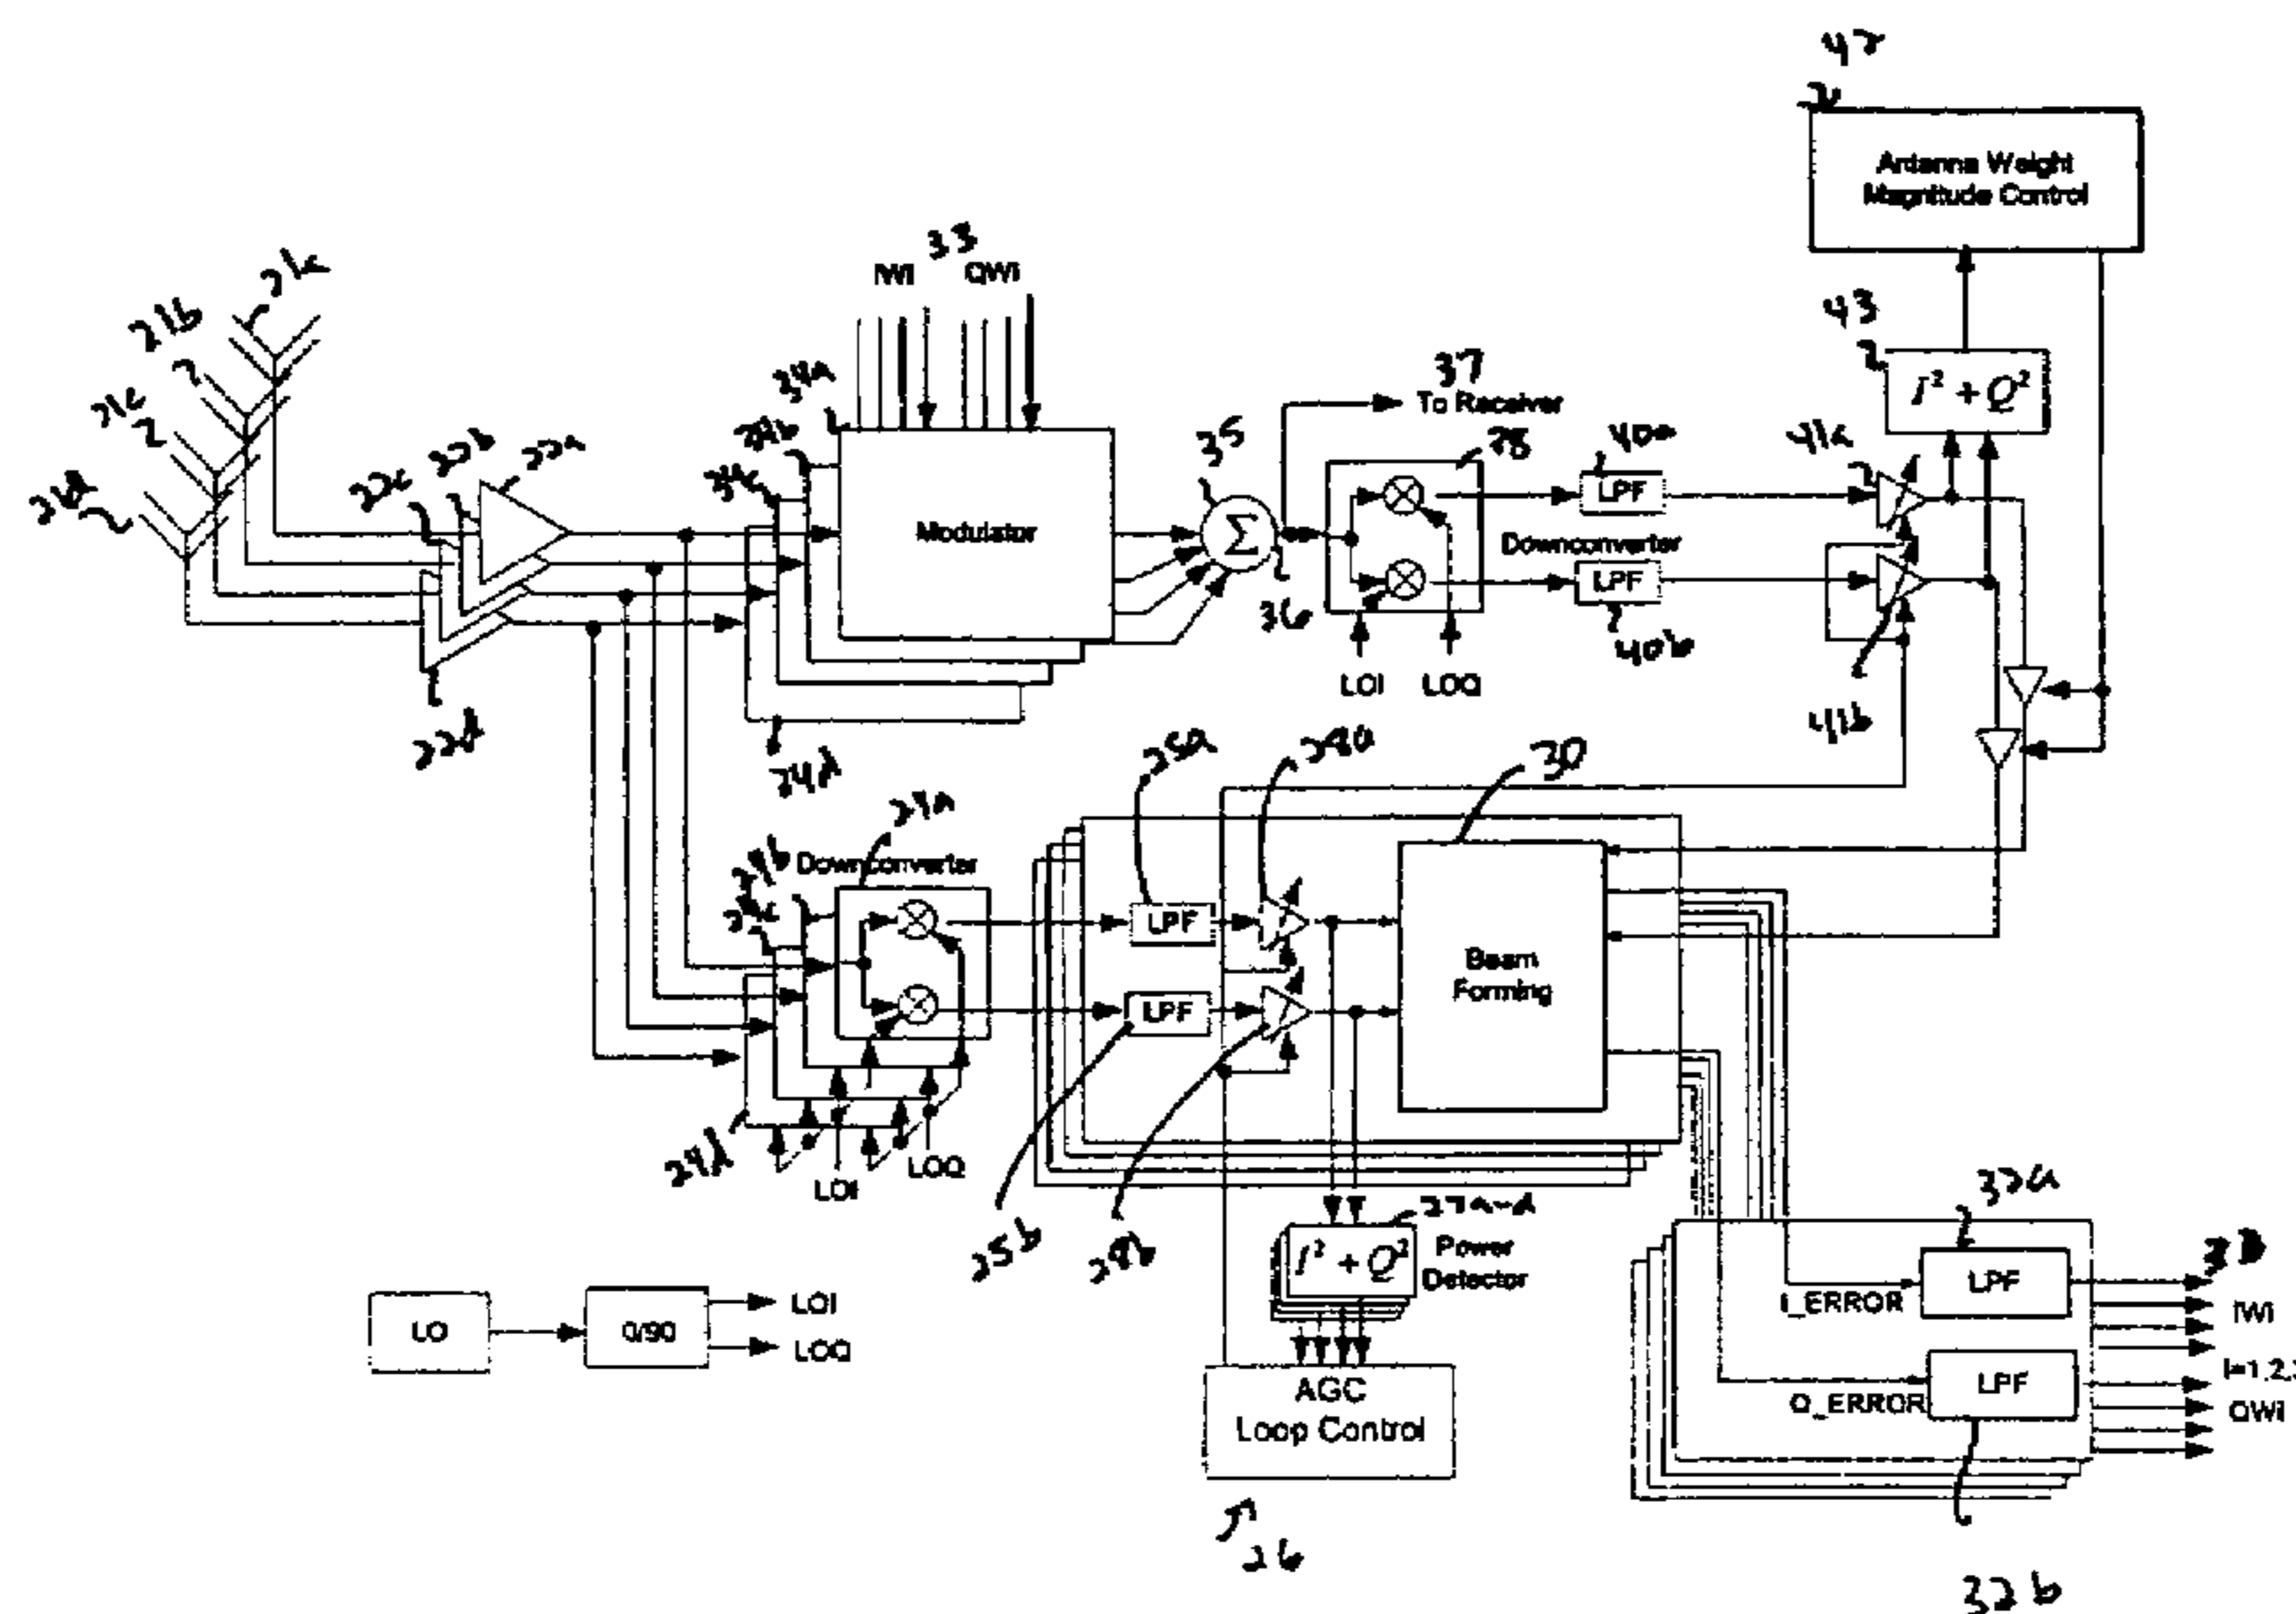 42
Antenna Weight
Magnitude Control
43
I² + Q²
33
IWI QWI
21a
21b
21c
21d
22a
22b
22c
22d
34a
34b
34c
34d
Modulator
35
Σ
36
37
To Receiver
38
40a
LPF
Downconverter
LPF
40b
41a
41b
LOI LOQ
24a
24b
24c
24d
Downconverter
LOI
LOQ
25a
LPF
LPF
25b
28a
28b
30
Beam
Forming
27a-d
I² + Q²
Power
Detector
AGC
Loop Control
26
LO
0/90
LOI
LOQ
32a
LPF
I_ERROR
LPF
Q_ERROR
32b
33
IWI
I=1,2,
QWI